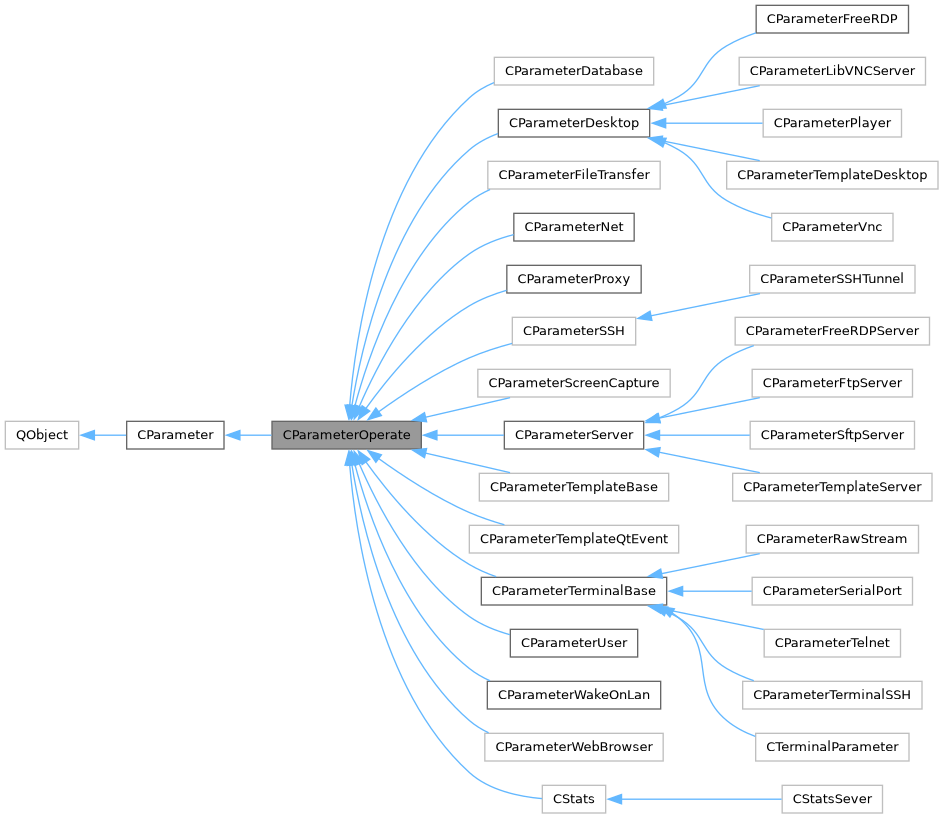 QObject
CParameter
CParameterOperate
CParameterDatabase
CParameterDesktop
CParameterFileTransfer
CParameterNet
CParameterProxy
CParameterSSH
CParameterScreenCapture
CParameterServer
CParameterTemplateBase
CParameterTemplateQtEvent
CParameterTerminalBase
CParameterUser
CParameterWakeOnLan
CParameterWebBrowser
CStats
CParameterFreeRDP
CParameterLibVNCServer
CParameterPlayer
CParameterTemplateDesktop
CParameterVnc
CParameterSSHTunnel
CParameterFreeRDPServer
CParameterFtpServer
CParameterSftpServer
CParameterTemplateServer
CParameterRawStream
CParameterSerialPort
CParameterTelnet
CParameterTerminalSSH
CTerminalParameter
CStatsSever